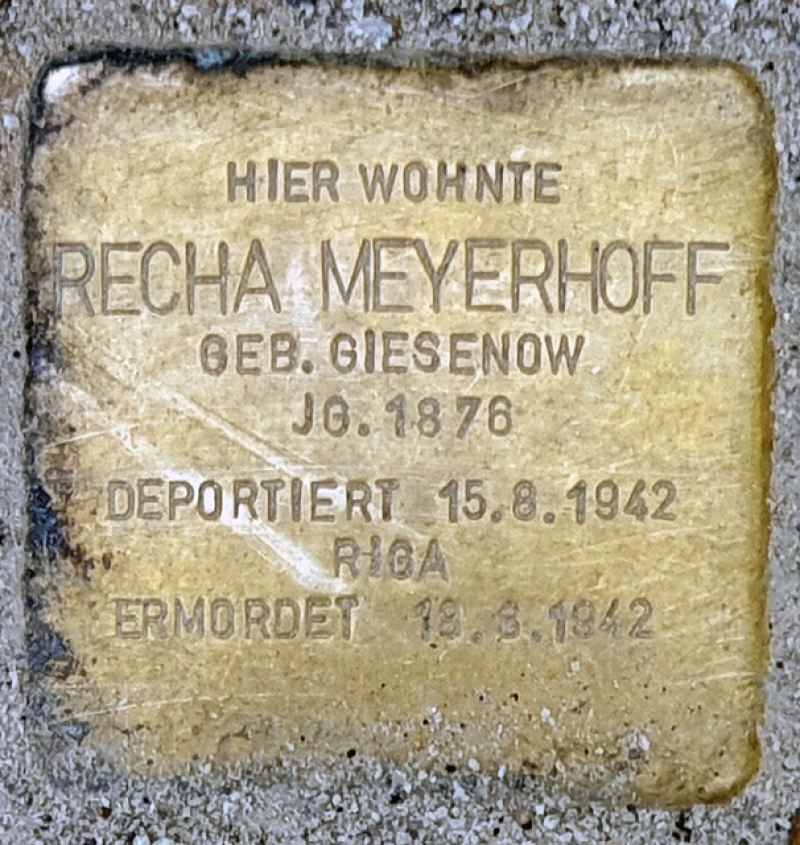 HIER WOHNTE
RECHA MEYERHOFF
GEB. GIESENOW
JG. 1876
DEPORTIERT 15.8.1942
RIGA
ERMORDET 18.8.1942